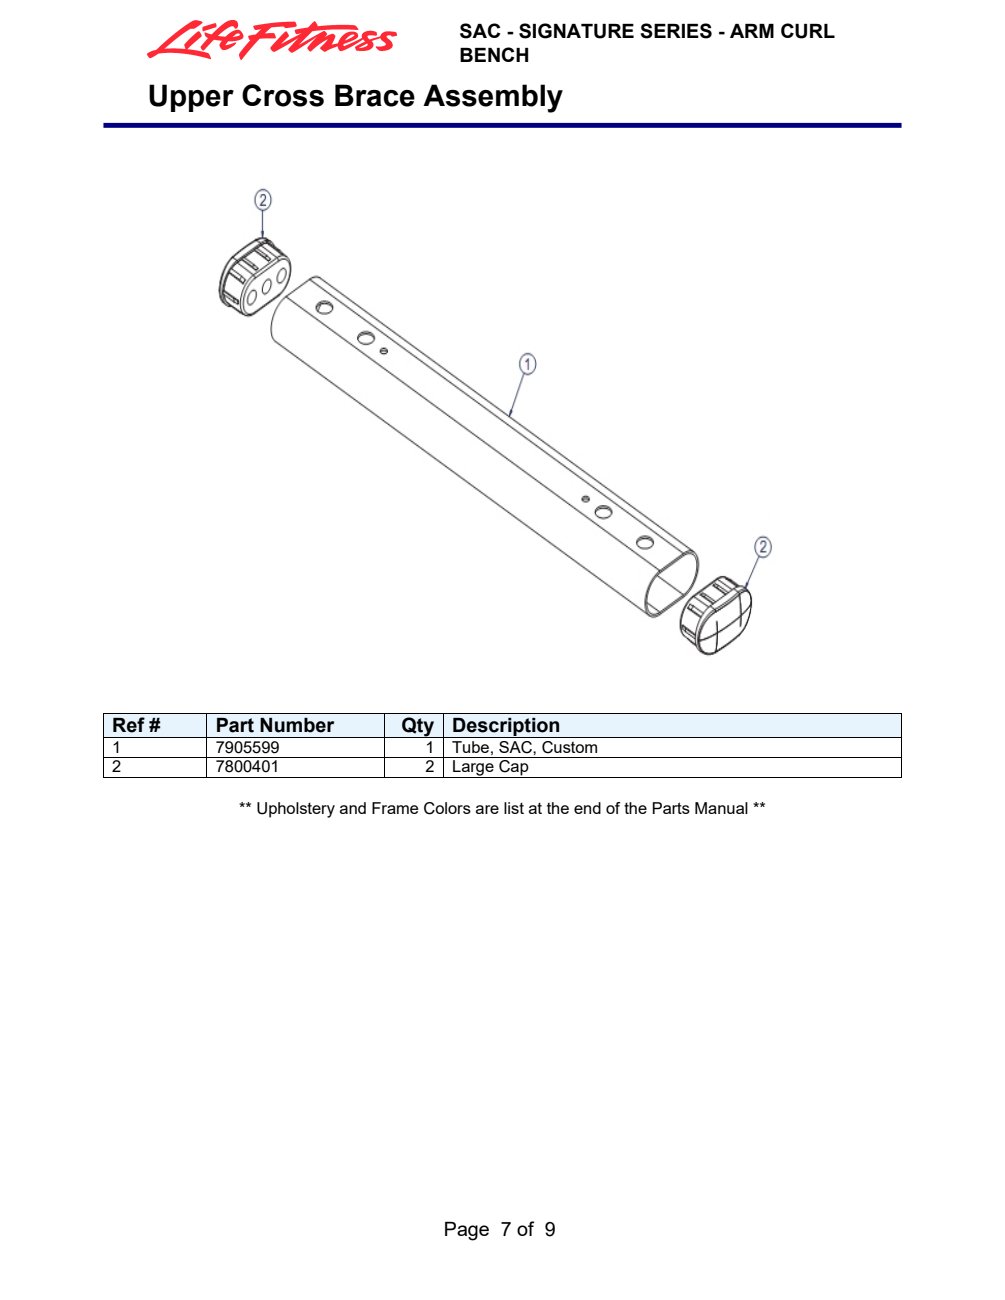 Life Fitness
SAC - SIGNATURE SERIES - ARM CURL
BENCH
Upper Cross Brace Assembly
2
1
2
Ref # Part Number Qty Description
1 7905599 1 Tube, SAC, Custom
2 7800401 2 Large Cap
** Upholstery and Frame Colors are list at the end of the Parts Manual **
Page 7 of 9